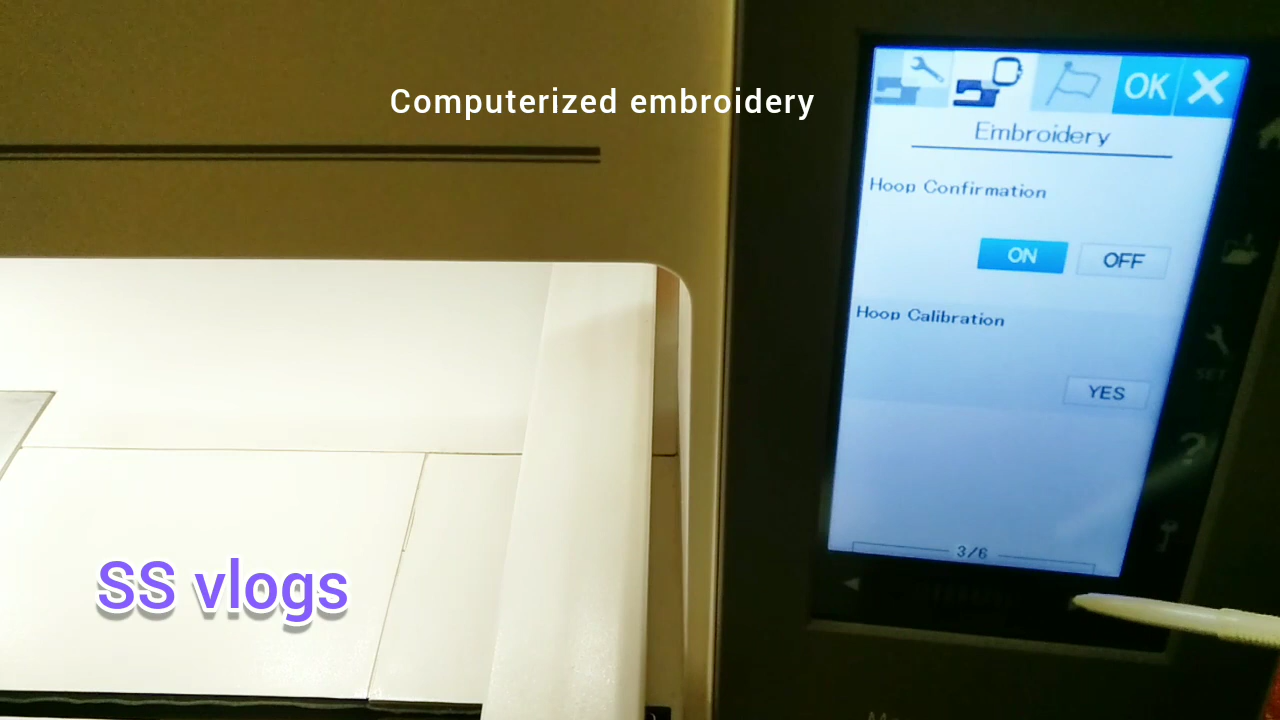 Computerized embroidery
OK
Embroidery
Hoop Confirmation
ON
OFF
Hoop Calibration
YES
3/6
SET
?
SS vlogs